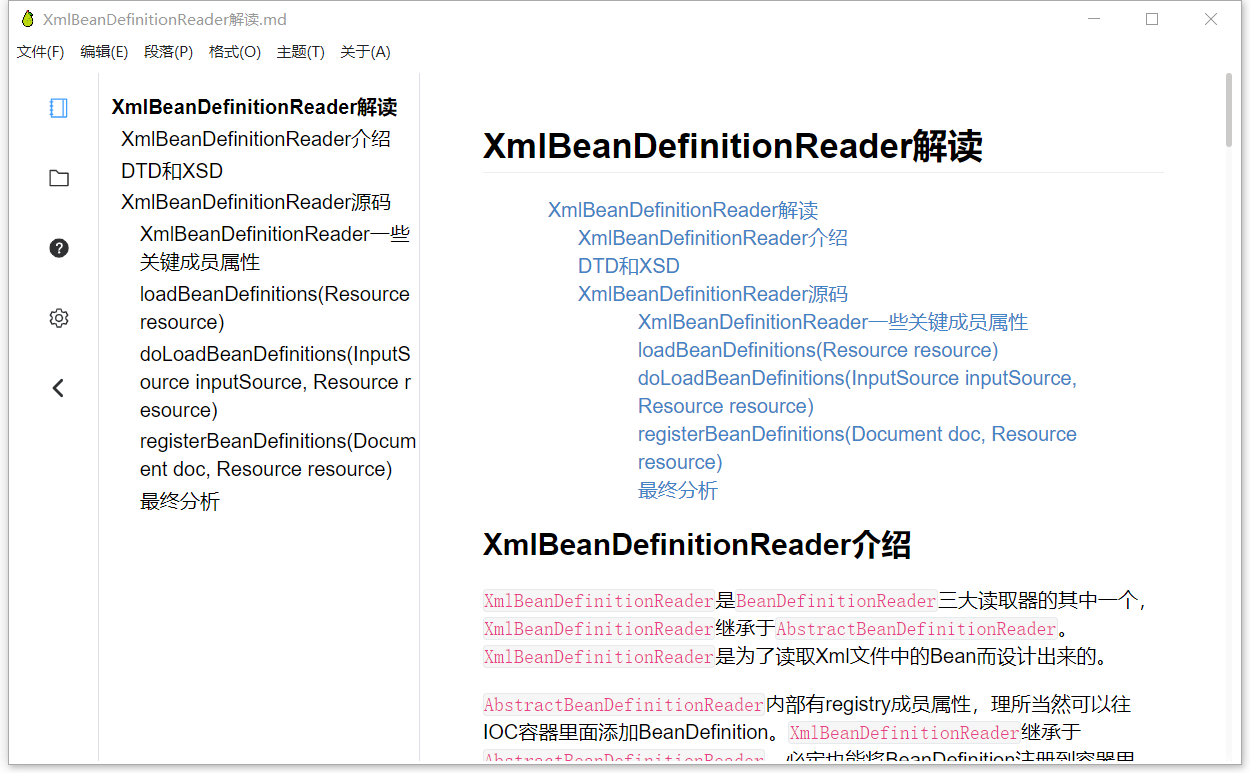 XmlBeanDefinitionReader解读.md
文件(F) 编辑(E) 段落(P) 格式(O) 主题(T) 关于(A)
XmlBeanDefinitionReader解读
XmlBeanDefinitionReader介绍
DTD和XSD
XmlBeanDefinitionReader源码
XmlBeanDefinitionReader一些
关键成员属性
loadBeanDefinitions(Resource
resource)
doLoadBeanDefinitions(InputS
ource inputSource, Resource r
esource)
registerBeanDefinitions(Docum
ent doc, Resource resource)
最终分析
XmlBeanDefinitionReader解读
XmlBeanDefinitionReader解读
XmlBeanDefinitionReader介绍
DTD和XSD
XmlBeanDefinitionReader源码
XmlBeanDefinitionReader一些关键成员属性
loadBeanDefinitions(Resource resource)
doLoadBeanDefinitions(InputSource inputSource,
Resource resource)
registerBeanDefinitions(Document doc, Resource
resource)
最终分析
XmlBeanDefinitionReader介绍
XmlBeanDefinitionReader是BeanDefinitionReader三大读取器的其中一个，
XmlBeanDefinitionReader继承于AbstractBeanDefinitionReader。
XmlBeanDefinitionReader是为了读取Xml文件中的Bean而设计出来的。
AbstractBeanDefinitionReader内部有registry成员属性，理所当然可以往
IOC容器里面添加BeanDefinition。XmlBeanDefinitionReader继承于
AbstractBeanDefinitionReader，必定也能将BeanDefinition注册到容器里